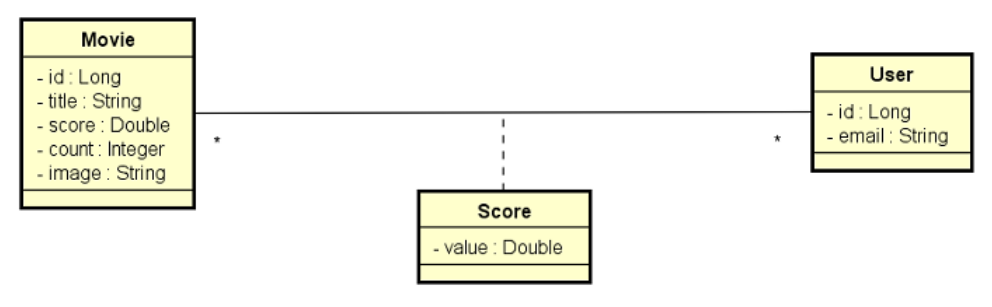 Movie
- id : Long
- title : String
- score : Double
- count : Integer
- image : String
*
*
User
- id : Long
- email : String
Score
- value : Double